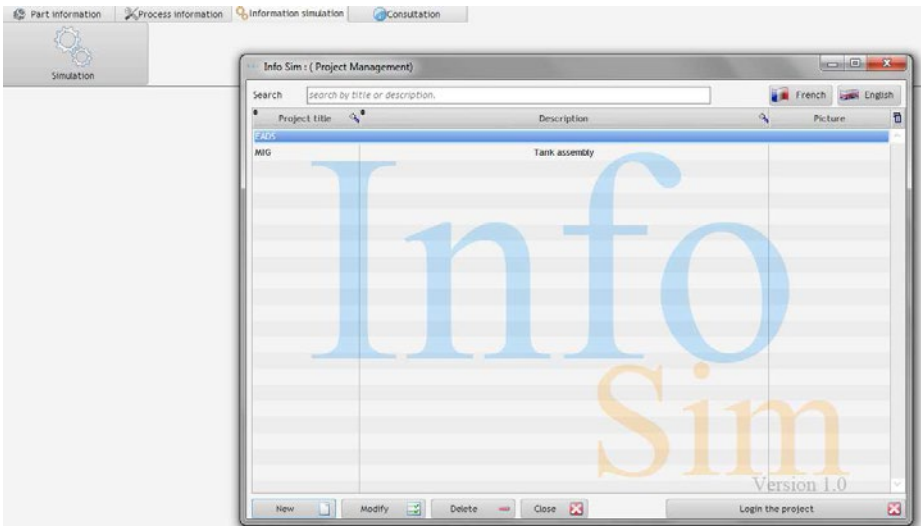 Part information Process information Information simulation Consultation
Simulation
Info Sim : ( Project Management)
Search search by title or description. French English
Project title Description Picture
EADS
MIG Tank assembly
Info
Sim
Version 1.0
New Modify Delete Close Login the project